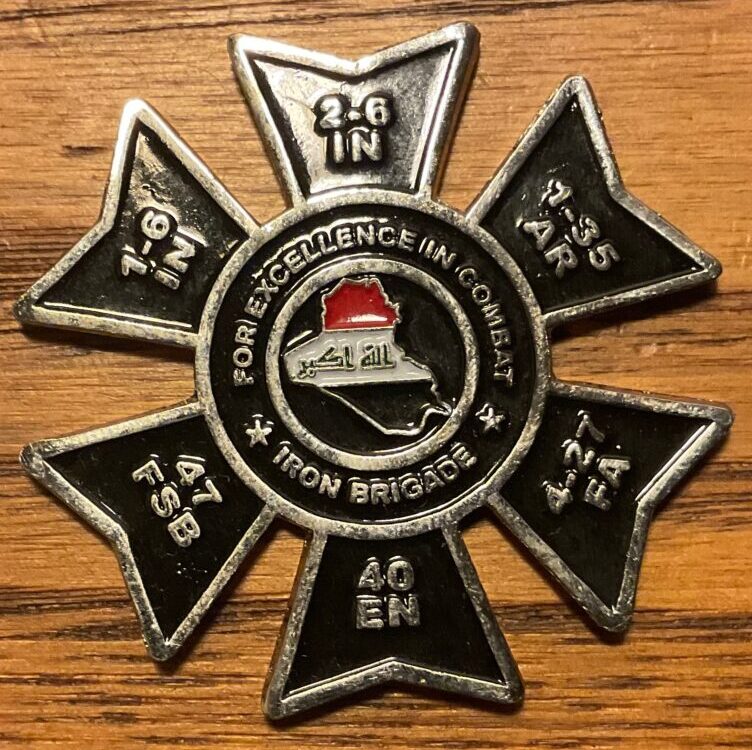 2-6
IN
1-35
AR
4-27
FA
40
EN
47
FSB
1-6
IN
FOR EXCELLENCE IN COMBAT
IRON BRIGADE
الله اكبر